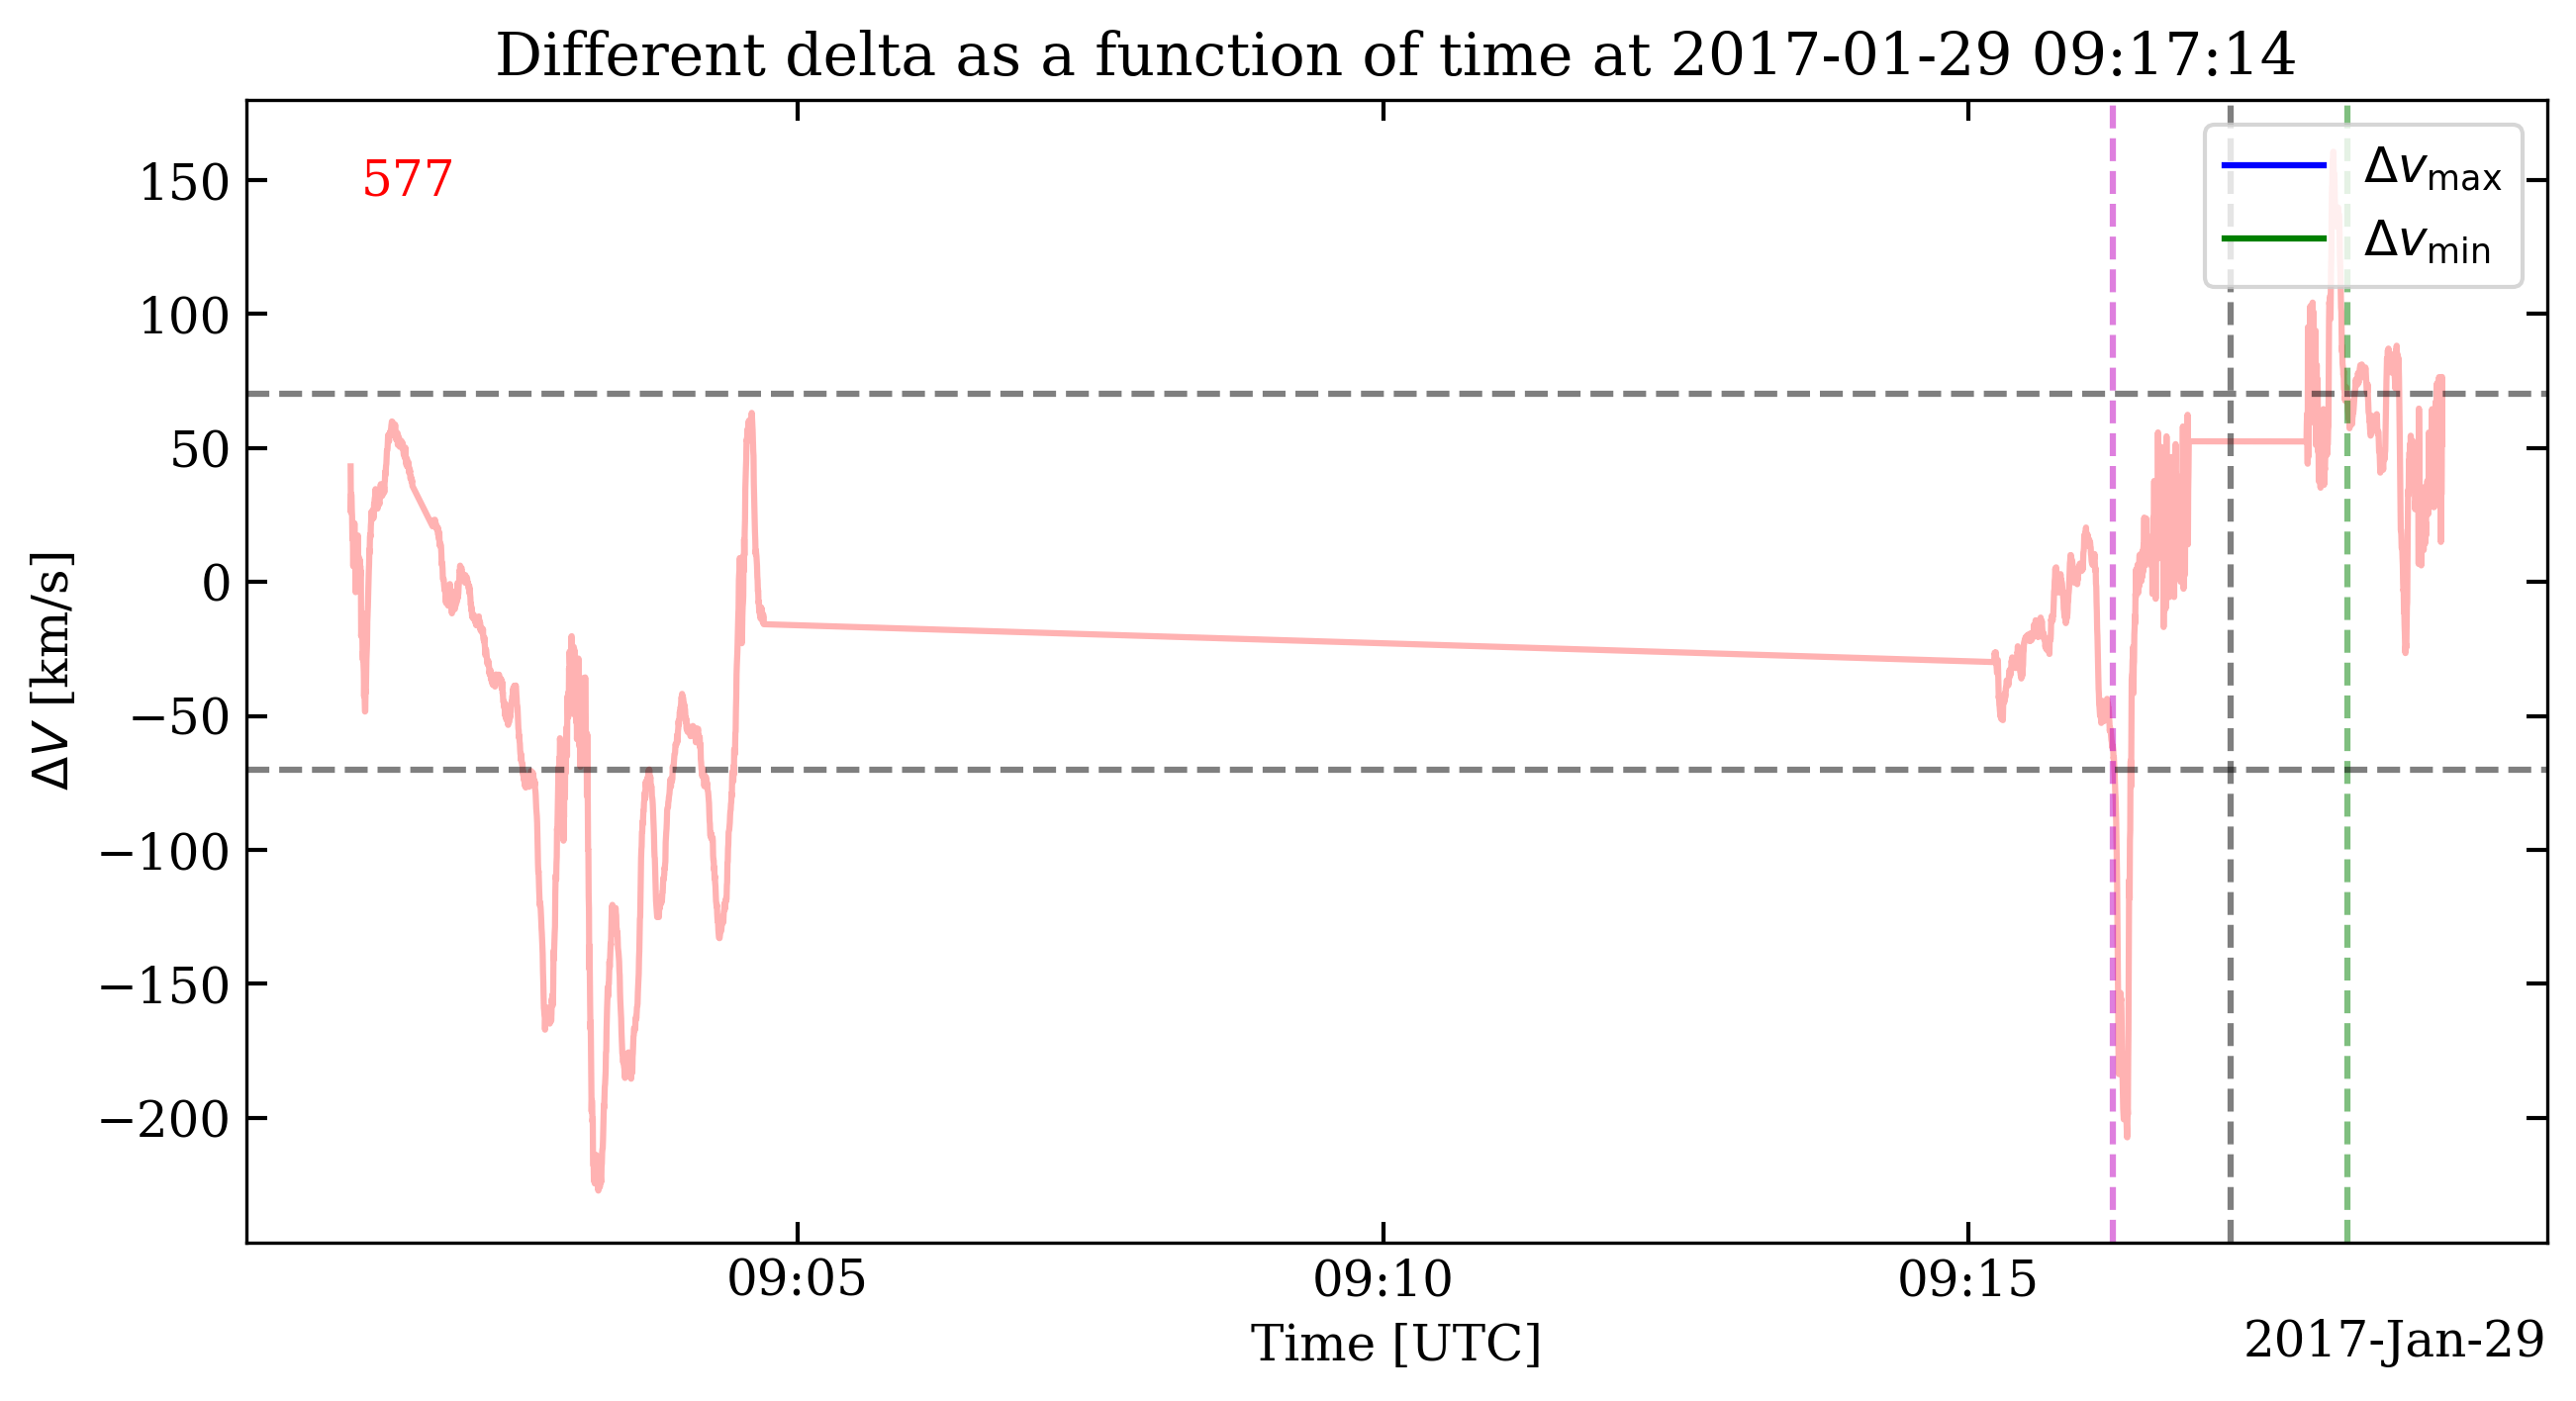 Different delta as a function of time at 2017-01-29 09:17:14
577
Δv_max
Δv_min
150
100
50
0
−50
−100
−150
−200
ΔV [km/s]
09:05
09:10
09:15
Time [UTC]
2017-Jan-29